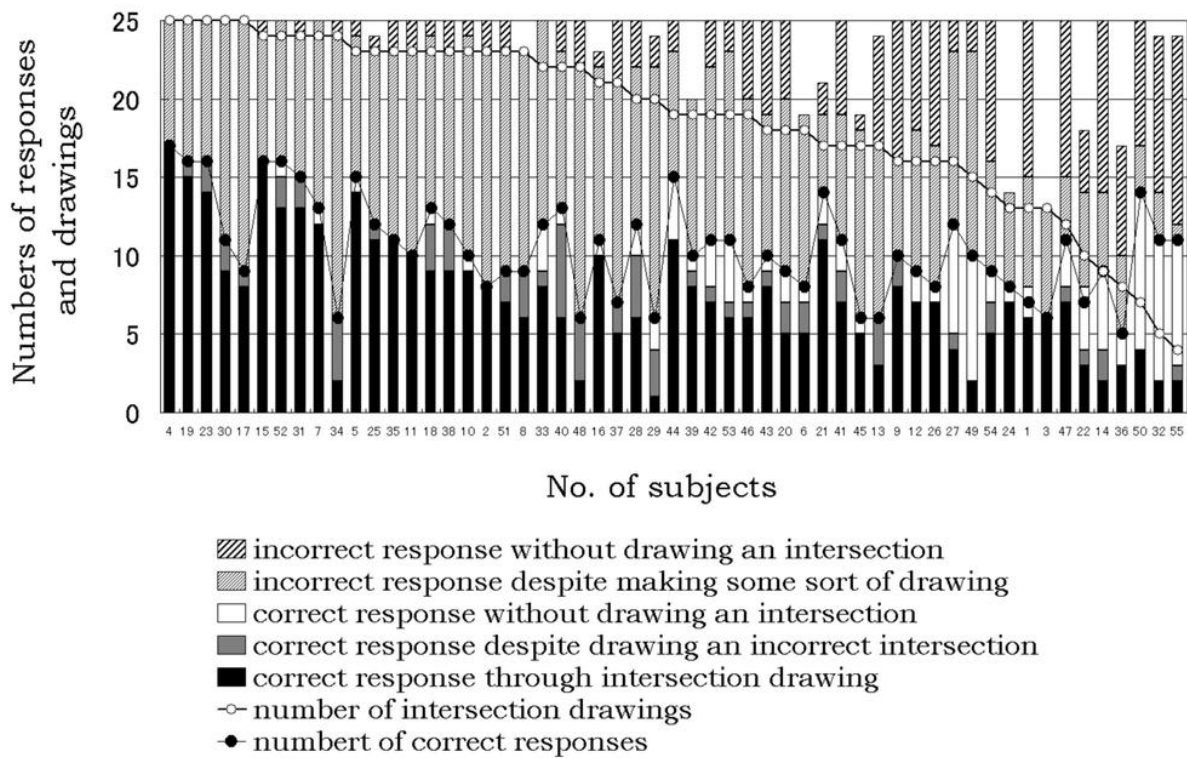 Numbers of responses
and drawings
25
20
15
10
5
0
4 19 23 30 17 15 52 31 7 34 5 25 35 11 18 38 10 2 51 8 33 40 48 16 37 28 29 44 39 42 53 46 43 20 6 21 41 45 13 9 12 26 27 49 54 24 1 3 47 22 14 36 50 32 55
No. of subjects
incorrect response without drawing an intersection
incorrect response despite making some sort of drawing
correct response without drawing an intersection
correct response despite drawing an incorrect intersection
correct response through intersection drawing
number of intersection drawings
numbert of correct responses